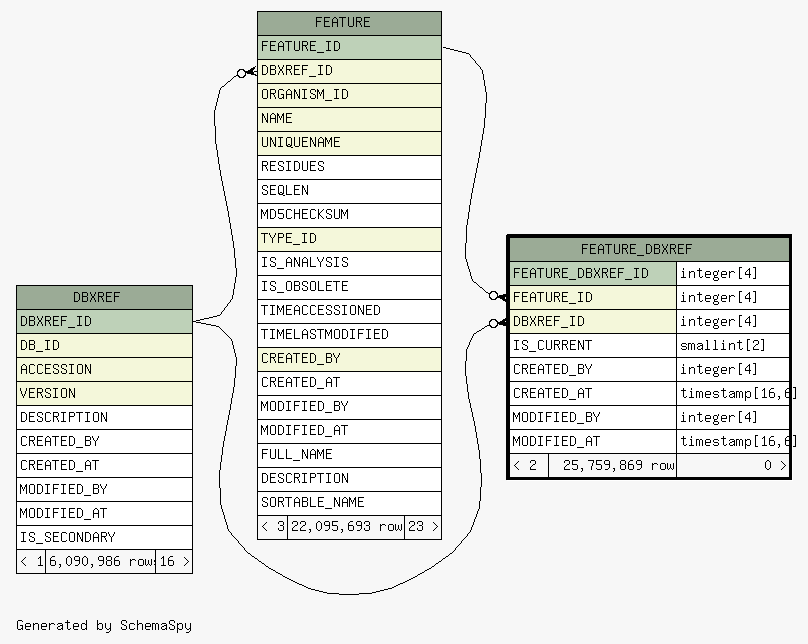 FEATURE
FEATURE_ID
DBXREF_ID
ORGANISM_ID
NAME
UNIQUENAME
RESIDUES
SEQLEN
MD5CHECKSUM
TYPE_ID
IS_ANALYSIS
IS_OBSOLETE
TIMEACCESSIONED
TIMELASTMODIFIED
CREATED_BY
CREATED_AT
MODIFIED_BY
MODIFIED_AT
FULL_NAME
DESCRIPTION
SORTABLE_NAME
< 3 22,095,693 row 23 >
DBXREF
DBXREF_ID
DB_ID
ACCESSION
VERSION
DESCRIPTION
CREATED_BY
CREATED_AT
MODIFIED_BY
MODIFIED_AT
IS_SECONDARY
< 1 6,090,986 rows 16 >
FEATURE_DBXREF
FEATURE_DBXREF_ID integer[4]
FEATURE_ID integer[4]
DBXREF_ID integer[4]
IS_CURRENT smallint[2]
CREATED_BY integer[4]
CREATED_AT timestamp[16,6]
MODIFIED_BY integer[4]
MODIFIED_AT timestamp[16,6]
< 2 25,759,869 row 0 >
Generated by SchemaSpy